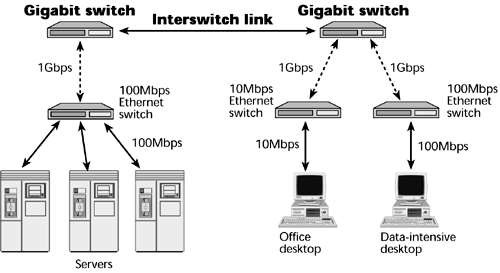 Gigabit switch
Interswitch link
Gigabit switch
1Gbps
1Gbps
1Gbps
100Mbps
Ethernet
switch
10Mbps
Ethernet
switch
100Mbps
Ethernet
switch
100Mbps
10Mbps
100Mbps
Servers
Office
desktop
Data-intensive
desktop